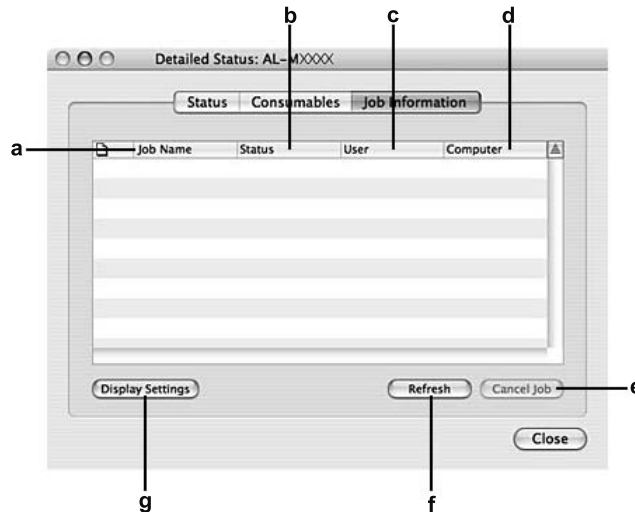 b c d
Detailed Status: AL-MXXXX
Status Consumables Job Information
a Job Name Status User Computer
Display Settings Refresh Cancel Job e
Close
g f